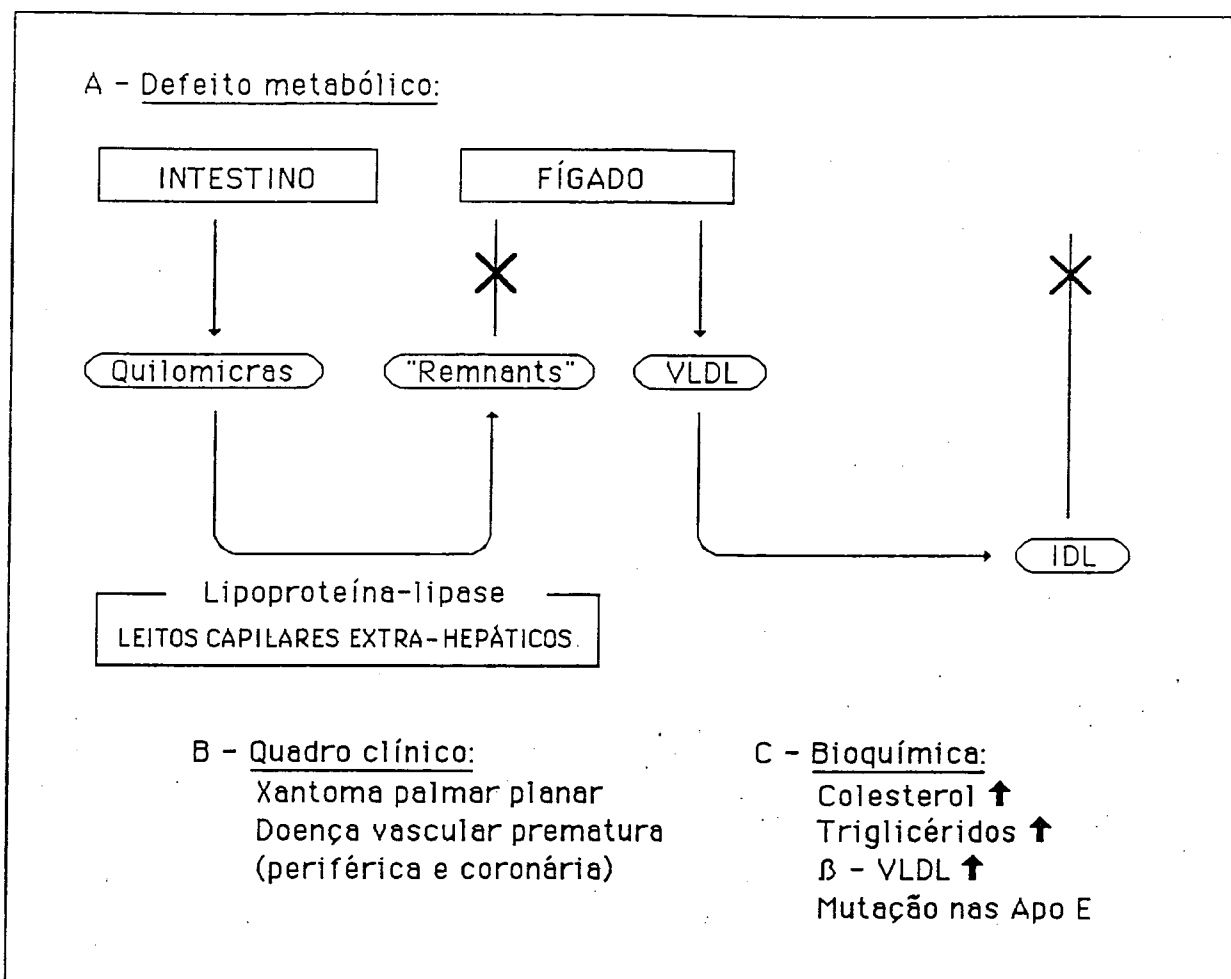 A - Defeito metabólico:
INTESTINO
FÍGADO
Quilomicras
"Remnants"
VLDL
IDL
Lipoproteína-lipase
LEITOS CAPILARES EXTRA-HEPÁTICOS
B - Quadro clínico:
Xantoma palmar planar
Doença vascular prematura
(periférica e coronária)
C - Bioquímica:
Colesterol ↑
Triglicéridos ↑
β - VLDL ↑
Mutação nas Apo E